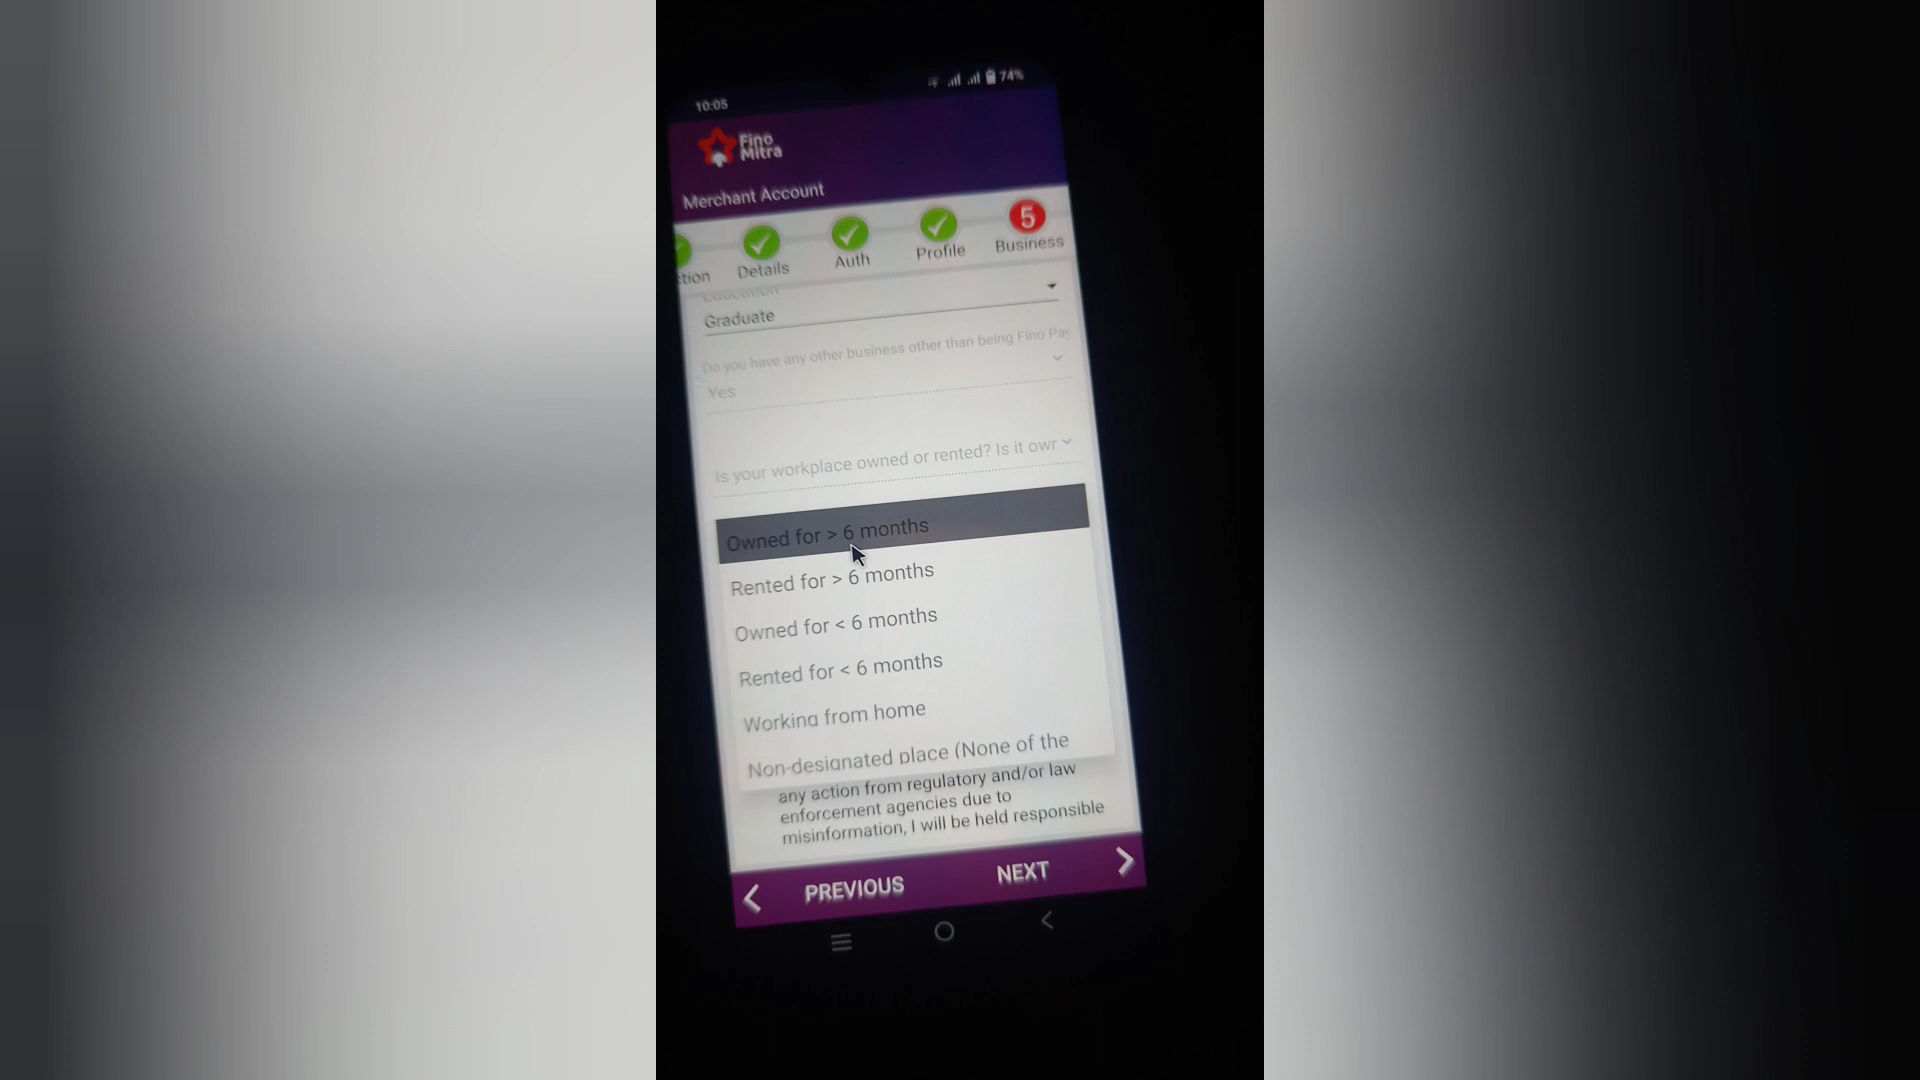 10:05
74%
Fino
Mitra
Merchant Account
5
tion
Details
Auth
Profile
Business
Education
Graduate
Do you have any other business other than being Fino Pay
Yes
Is your workplace owned or rented? Is it owr
Owned for > 6 months
Rented for > 6 months
Owned for < 6 months
Rented for < 6 months
Working from home
Non-designated place (None of the
any action from regulatory and/or law
enforcement agencies due to
misinformation, I will be held responsible
PREVIOUS
NEXT